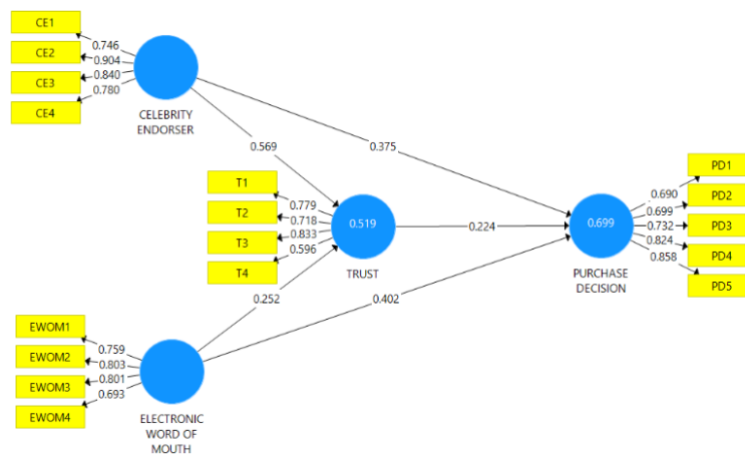 CE1
CE2
CE3
CE4
0.746
0.904
0.840
0.780
CELEBRITY
ENDORSER
0.569
0.375
T1
T2
T3
T4
0.779
0.718
0.833
0.596
0.519
TRUST
0.224
0.699
PURCHASE
DECISION
0.690
0.699
0.732
0.824
0.858
PD1
PD2
PD3
PD4
PD5
0.252
0.402
EWOM1
EWOM2
EWOM3
EWOM4
0.759
0.803
0.801
0.693
ELECTRONIC
WORD OF
MOUTH